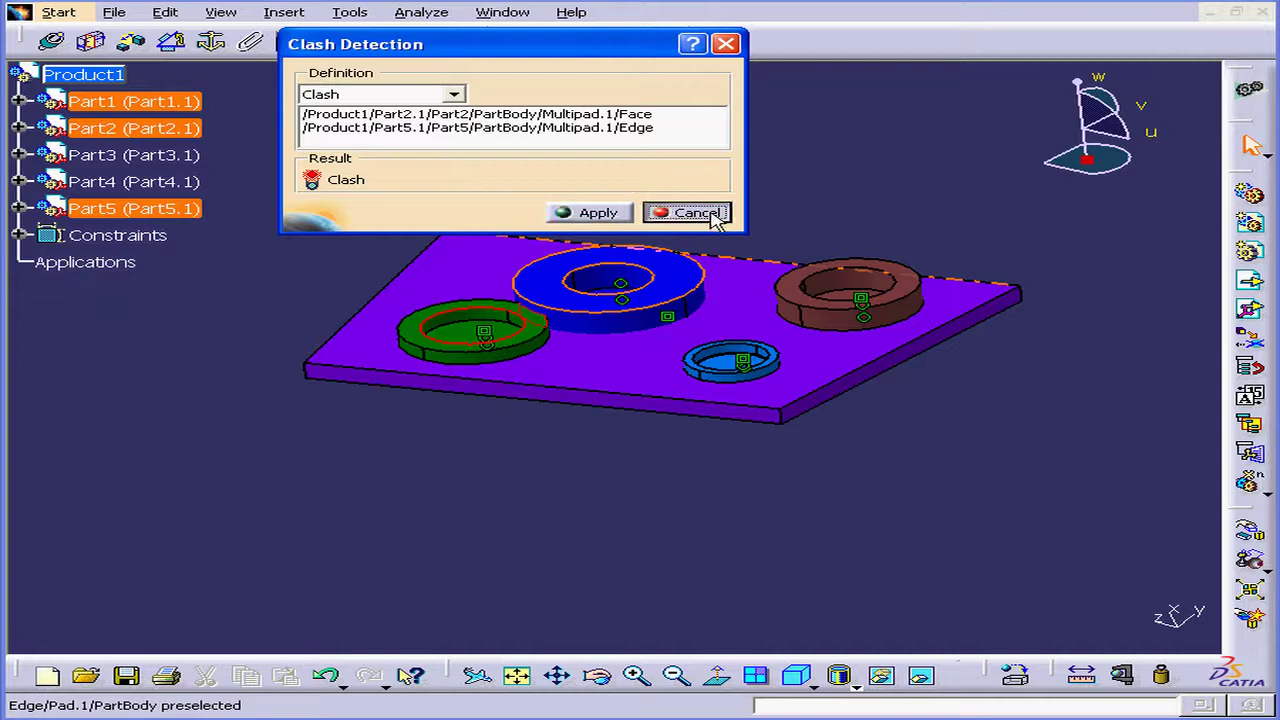 Start File Edit View Insert Tools Analyze Window Help
Clash Detection
Definition
Clash
/Product1/Part2.1/Part2/PartBody/Multipad.1/Face
/Product1/Part5.1/Part5/PartBody/Multipad.1/Edge
Result
Clash
Apply Cancel
Product1
Part1 (Part1.1)
Part2 (Part2.1)
Part3 (Part3.1)
Part4 (Part4.1)
Part5 (Part5.1)
Constraints
Applications
w
v
u
x
y
z
CATIA
Edge/Pad.1/PartBody preselected